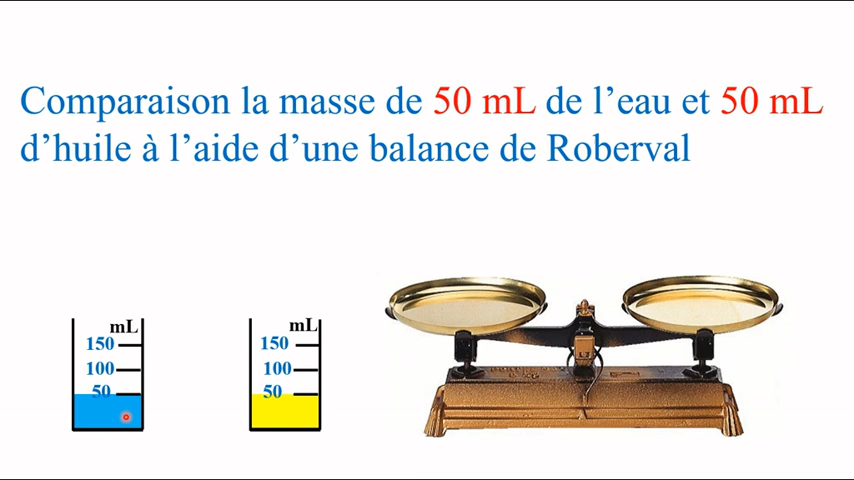 Comparaison la masse de 50 mL de l’eau et 50 mL
d’huile à l’aide d’une balance de Roberval
mL
150
100
50
mL
150
100
50